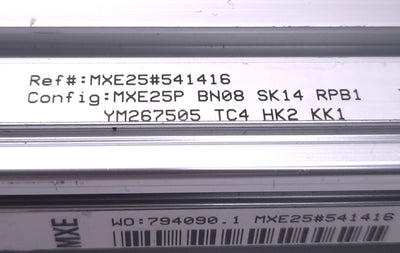 Ref#:MXE25#541416
Config:MXE25P BN08 SK14 RPB1
YM267505 TC4 HK2 KK1
MXE
WO:794090.1 MXE25#541416